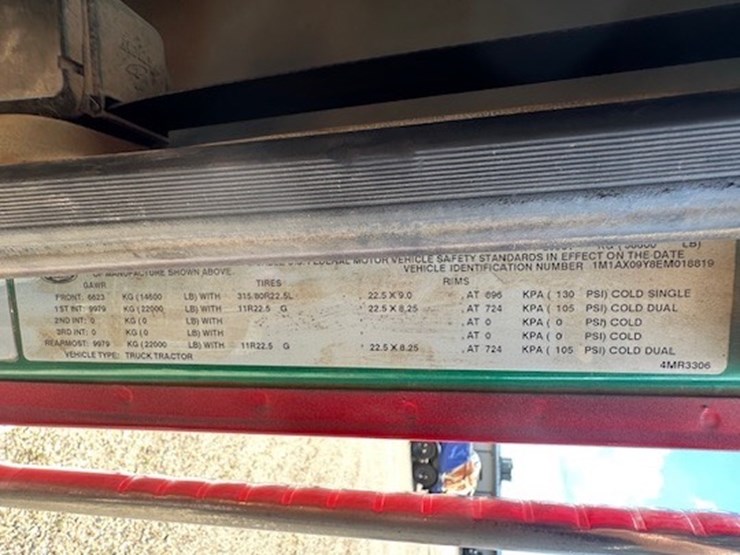 LB)
FEDERAL MOTOR VEHICLE SAFETY STANDARDS IN EFFECT ON THE DATE
OF MANUFACTURE SHOWN ABOVE. VEHICLE IDENTIFICATION NUMBER 1M1AX09Y8EM018819
GAWR TIRES RIMS
FRONT: 6623 KG (14600 LB) WITH 315.80R22.5L 22.5 X 9.0 , AT 896 KPA ( 130 PSI) COLD SINGLE
1ST INT: 9979 KG (22000 LB) WITH 11R22.5 G 22.5 X 8.25 , AT 724 KPA ( 105 PSI) COLD DUAL
2ND INT: 0 KG (0 LB) WITH , AT 0 KPA ( 0 PSI) COLD
3RD INT: 0 KG (0 LB) WITH , AT 0 KPA ( 0 PSI) COLD
REARMOST: 9979 KG (22000 LB) WITH 11R22.5 G 22.5 X 8.25 , AT 724 KPA ( 105 PSI) COLD DUAL
VEHICLE TYPE: TRUCK TRACTOR 4MR3306